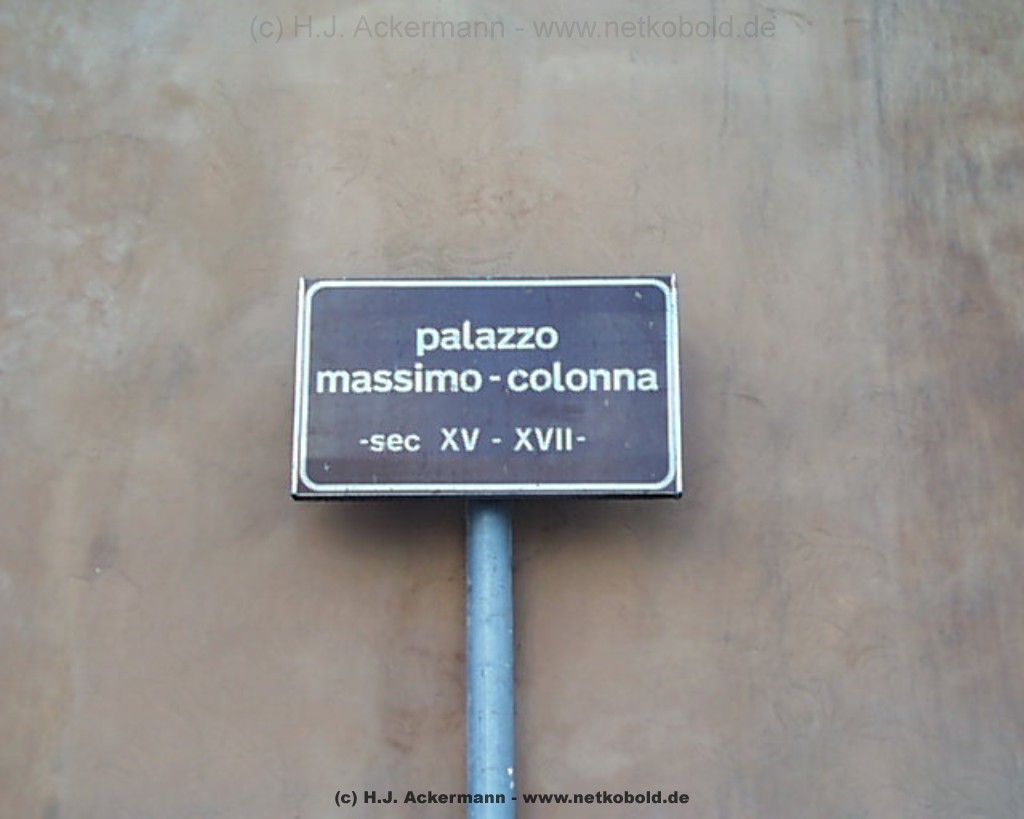 (c) H.J. Ackermann - www.netkobold.de
palazzo
massimo - colonna
-sec XV - XVII-
(c) H.J. Ackermann - www.netkobold.de